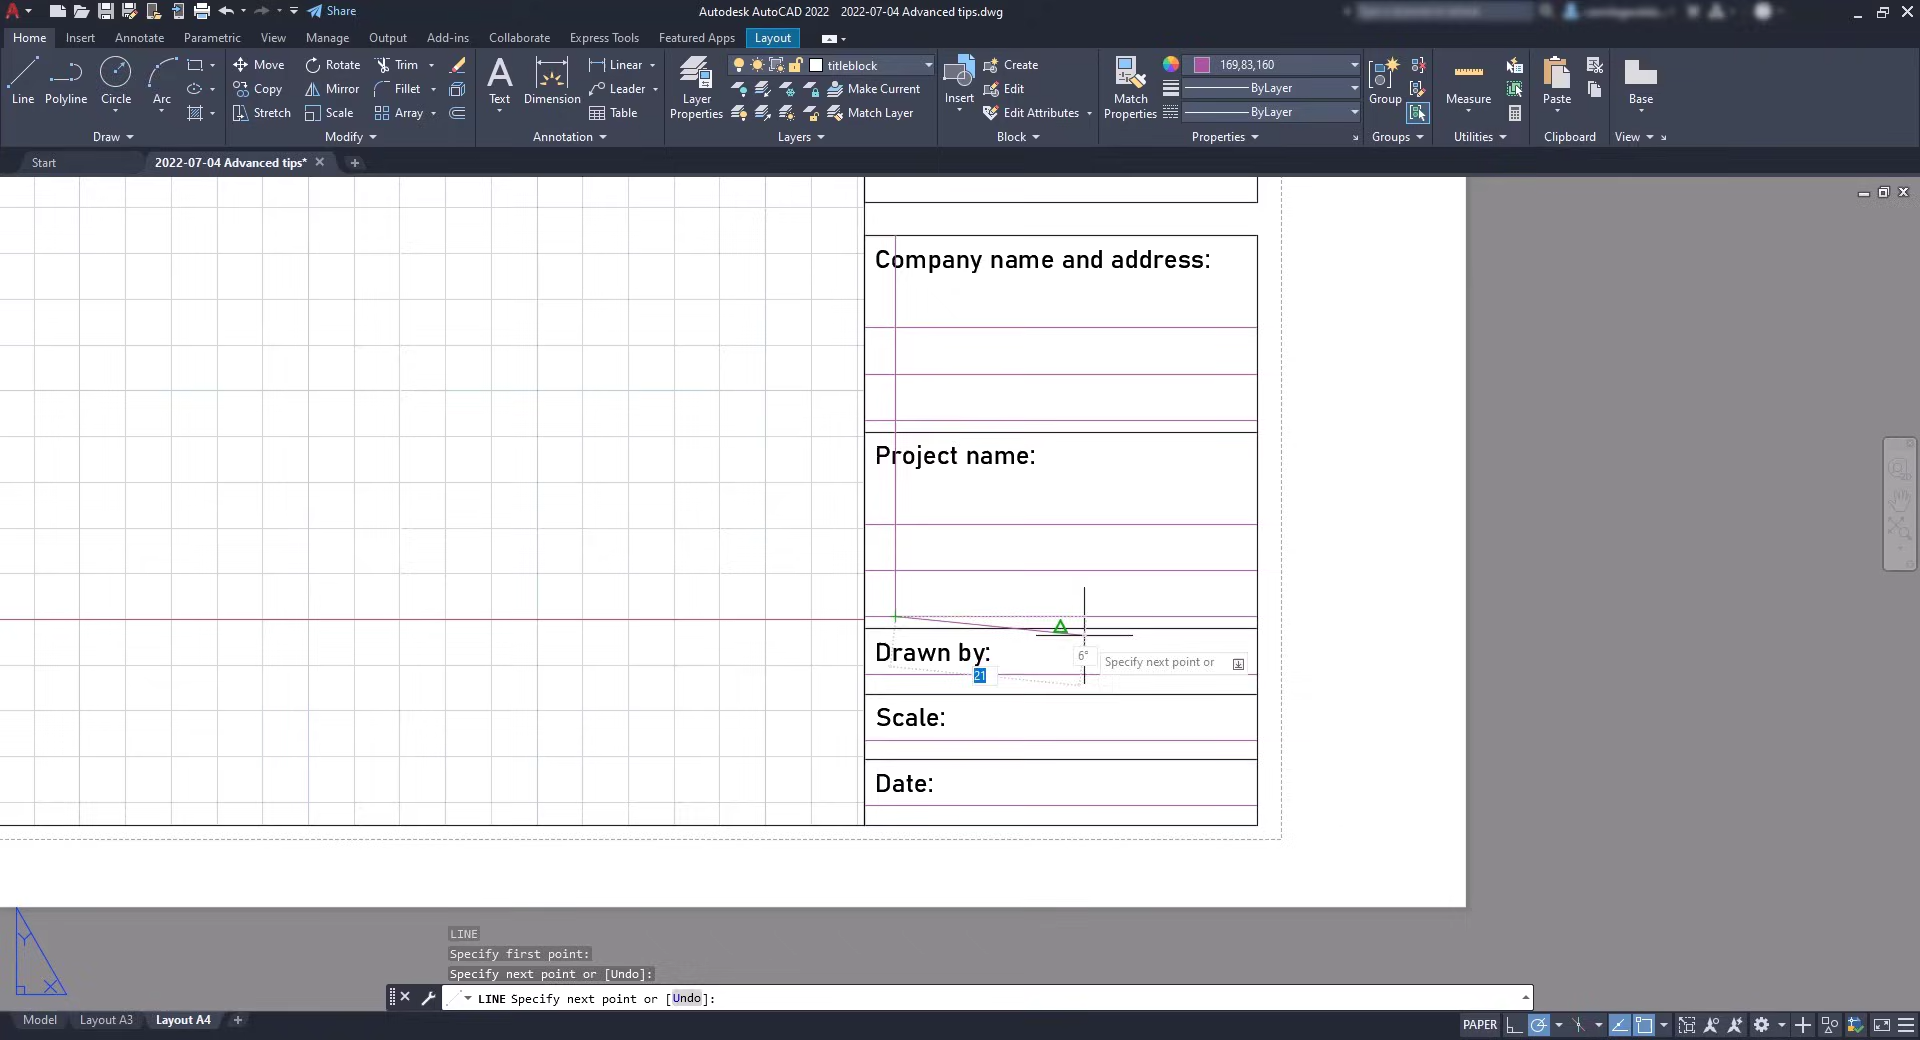 Share
Autodesk AutoCAD 2022 2022-07-04 Advanced tips.dwg
Home Insert Annotate Parametric View Manage Output Add-ins Collaborate Express Tools Featured Apps Layout
Line Polyline Circle Arc
Move Rotate Trim
Copy Mirror Fillet
Stretch Scale Array
Text Dimension
Linear
Leader
Table
Layer Properties
titleblock
Make Current
Match Layer
Insert
Create
Edit
Edit Attributes
Match Properties
169,83,160
ByLayer
ByLayer
Group Measure Paste Base
Draw Modify Annotation Layers Block Properties Groups Utilities Clipboard View
Start 2022-07-04 Advanced tips*
Company name and address:
Project name:
Drawn by:
6°
Specify next point or
21
Scale:
Date:
Y
X
LINE
Specify first point:
Specify next point or [Undo]:
LINE Specify next point or [Undo]:
Model Layout A3 Layout A4
PAPER